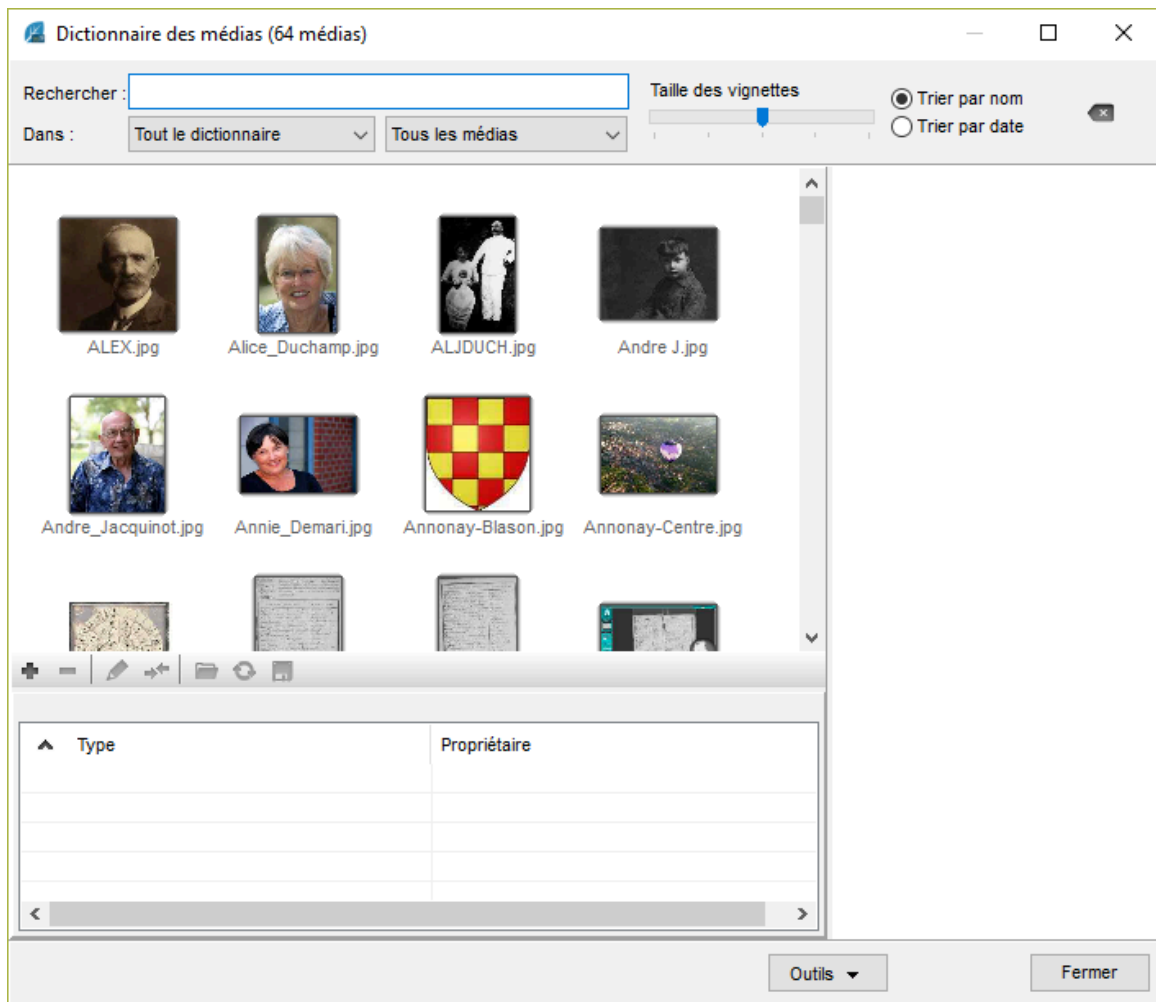 Dictionnaire des médias (64 médias)
Rechercher :
Taille des vignettes
Trier par nom
Dans :
Tout le dictionnaire
Tous les médias
Trier par date
ALEX.jpg
Alice_Duchamp.jpg
ALJDUCH.jpg
Andre J.jpg
Andre_Jacquinot.jpg
Annie_Demari.jpg
Annonay-Blason.jpg
Annonay-Centre.jpg
Type
Propriétaire
Outils
Fermer